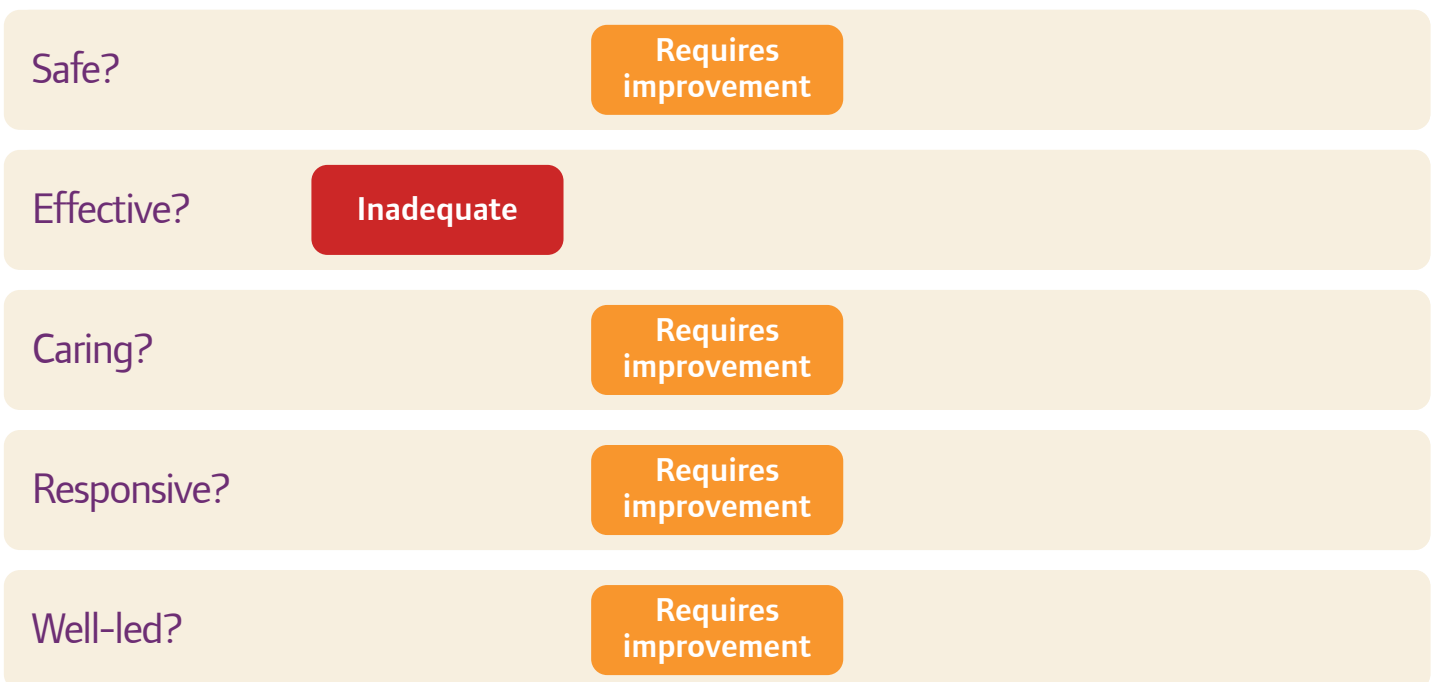 Safe?
Requires
improvement
Effective?
Inadequate
Caring?
Requires
improvement
Responsive?
Requires
improvement
Well-led?
Requires
improvement